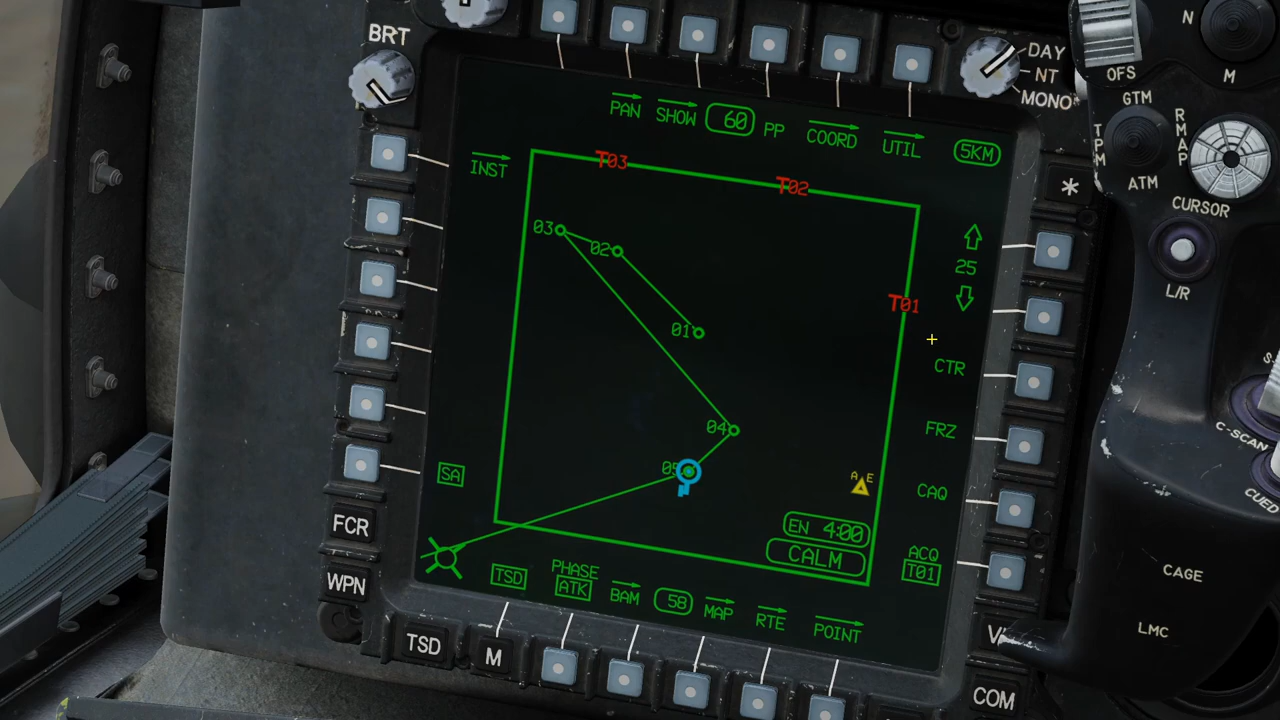 BRT
DAY
NT
MONO
OFS
N
M
GTM
R
MAP
TPM
ATM
CURSOR
L/R
*
PAN
SHOW
60
PP
COORD
UTIL
5KM
INST
T03
T02
T01
25
03
02
01
04
05
CTR
FRZ
CAQ
A E
SA
EN 4:00
CALM
ACQ
T01
TSD
PHASE
ATK
BAM
58
MAP
RTE
POINT
FCR
WPN
TSD
M
COM
CAGE
LMC
C-SCAN
CUED